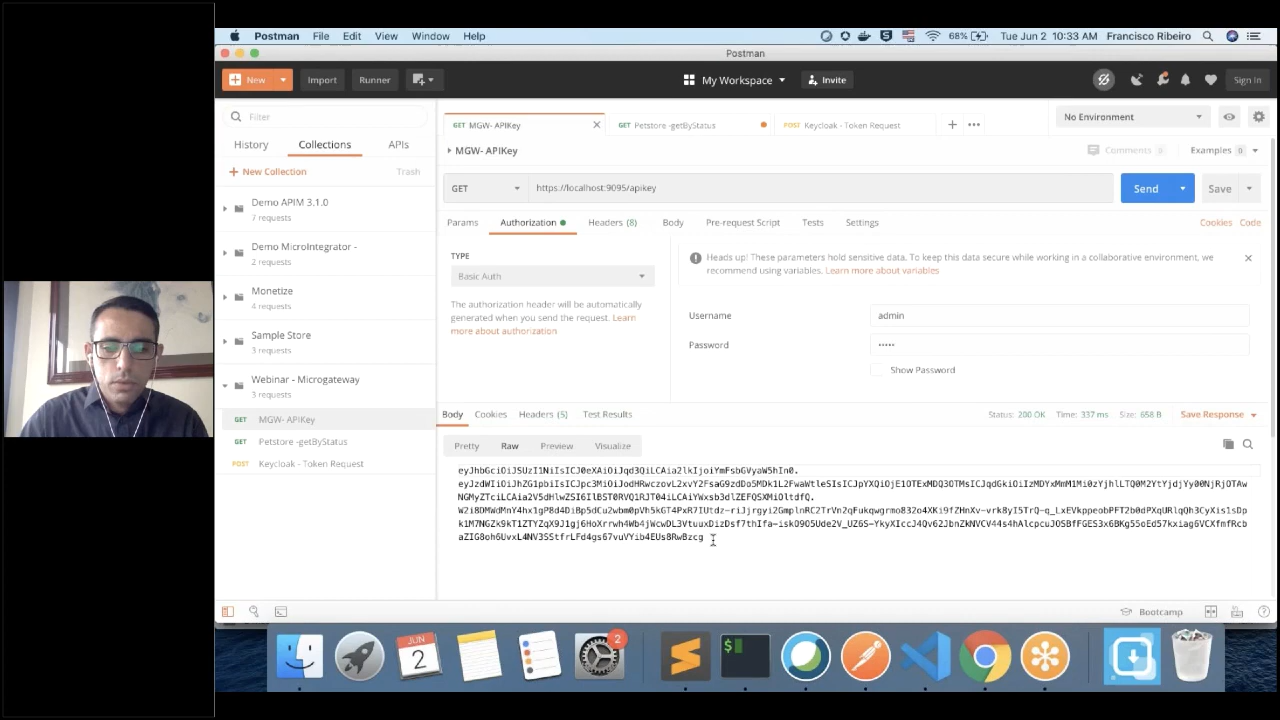 Postman File Edit View Window Help
68% Tue Jun 2 10:33 AM Francisco Ribeiro
Postman
New Import Runner My Workspace Invite Sign In
Filter
History Collections APIs
+ New Collection Trash
Demo APIM 3.1.0
7 requests
Demo MicroIntegrator -
2 requests
Monetize
4 requests
Sample Store
3 requests
Webinar - Microgateway
3 requests
GET MGW- APIKey
GET Petstore -getByStatus
POST Keycloak - Token Request
GET MGW- APIKey GET Petstore -getByStatus POST Keycloak - Token Request
No Environment
MGW- APIKey Comments 0 Examples 0
GET https://localhost:9095/apikey Send Save
Params Authorization Headers (8) Body Pre-request Script Tests Settings Cookies Code
TYPE
Basic Auth
The authorization header will be automatically
generated when you send the request. Learn
more about authorization
Heads up! These parameters hold sensitive data. To keep this data secure while working in a collaborative environment, we
recommend using variables. Learn more about variables
Username admin
Password •••••
Show Password
Body Cookies Headers (5) Test Results Status: 200 OK Time: 337 ms Size: 658 B Save Response
Pretty Raw Preview Visualize
Bootcamp
JUN
2
2
$